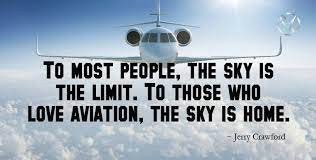 TO MOST PEOPLE, THE SKY IS
THE LIMIT. TO THOSE WHO
LOVE AVIATION, THE SKY IS HOME.
~ Jerry Crawford